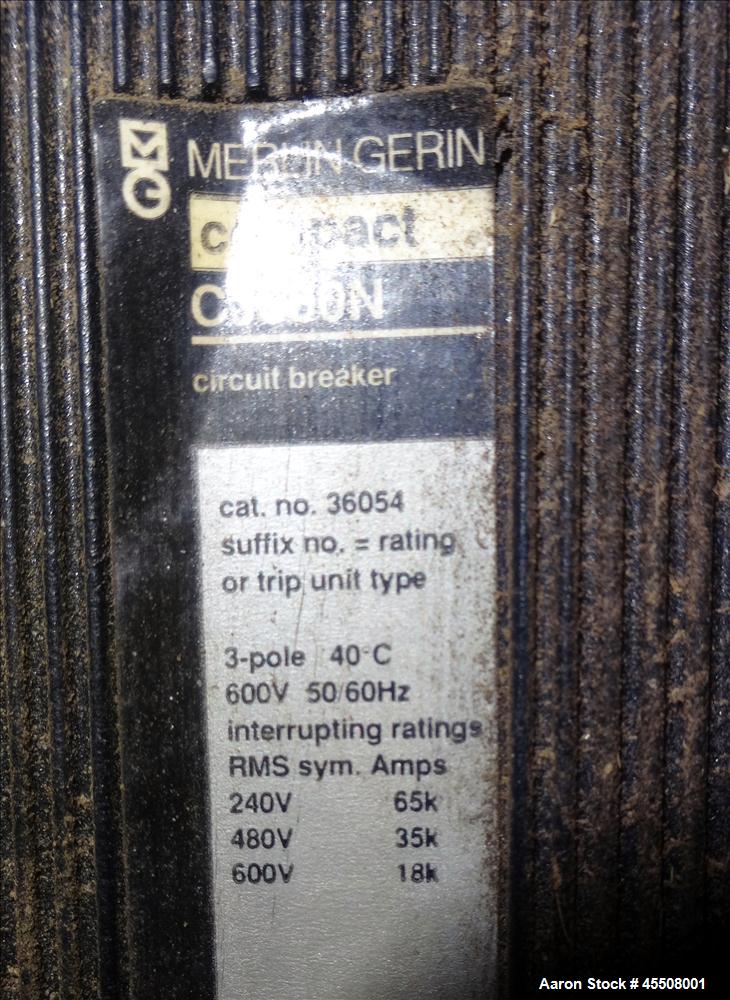 MERLIN GERIN
compact
circuit breaker
cat. no. 36054
suffix no. = rating
or trip unit type
3-pole 40°C
600V 50/60Hz
interrupting ratings
RMS sym. Amps
240V 65k
480V 35k
600V 18k
Aaron Stock # 45508001